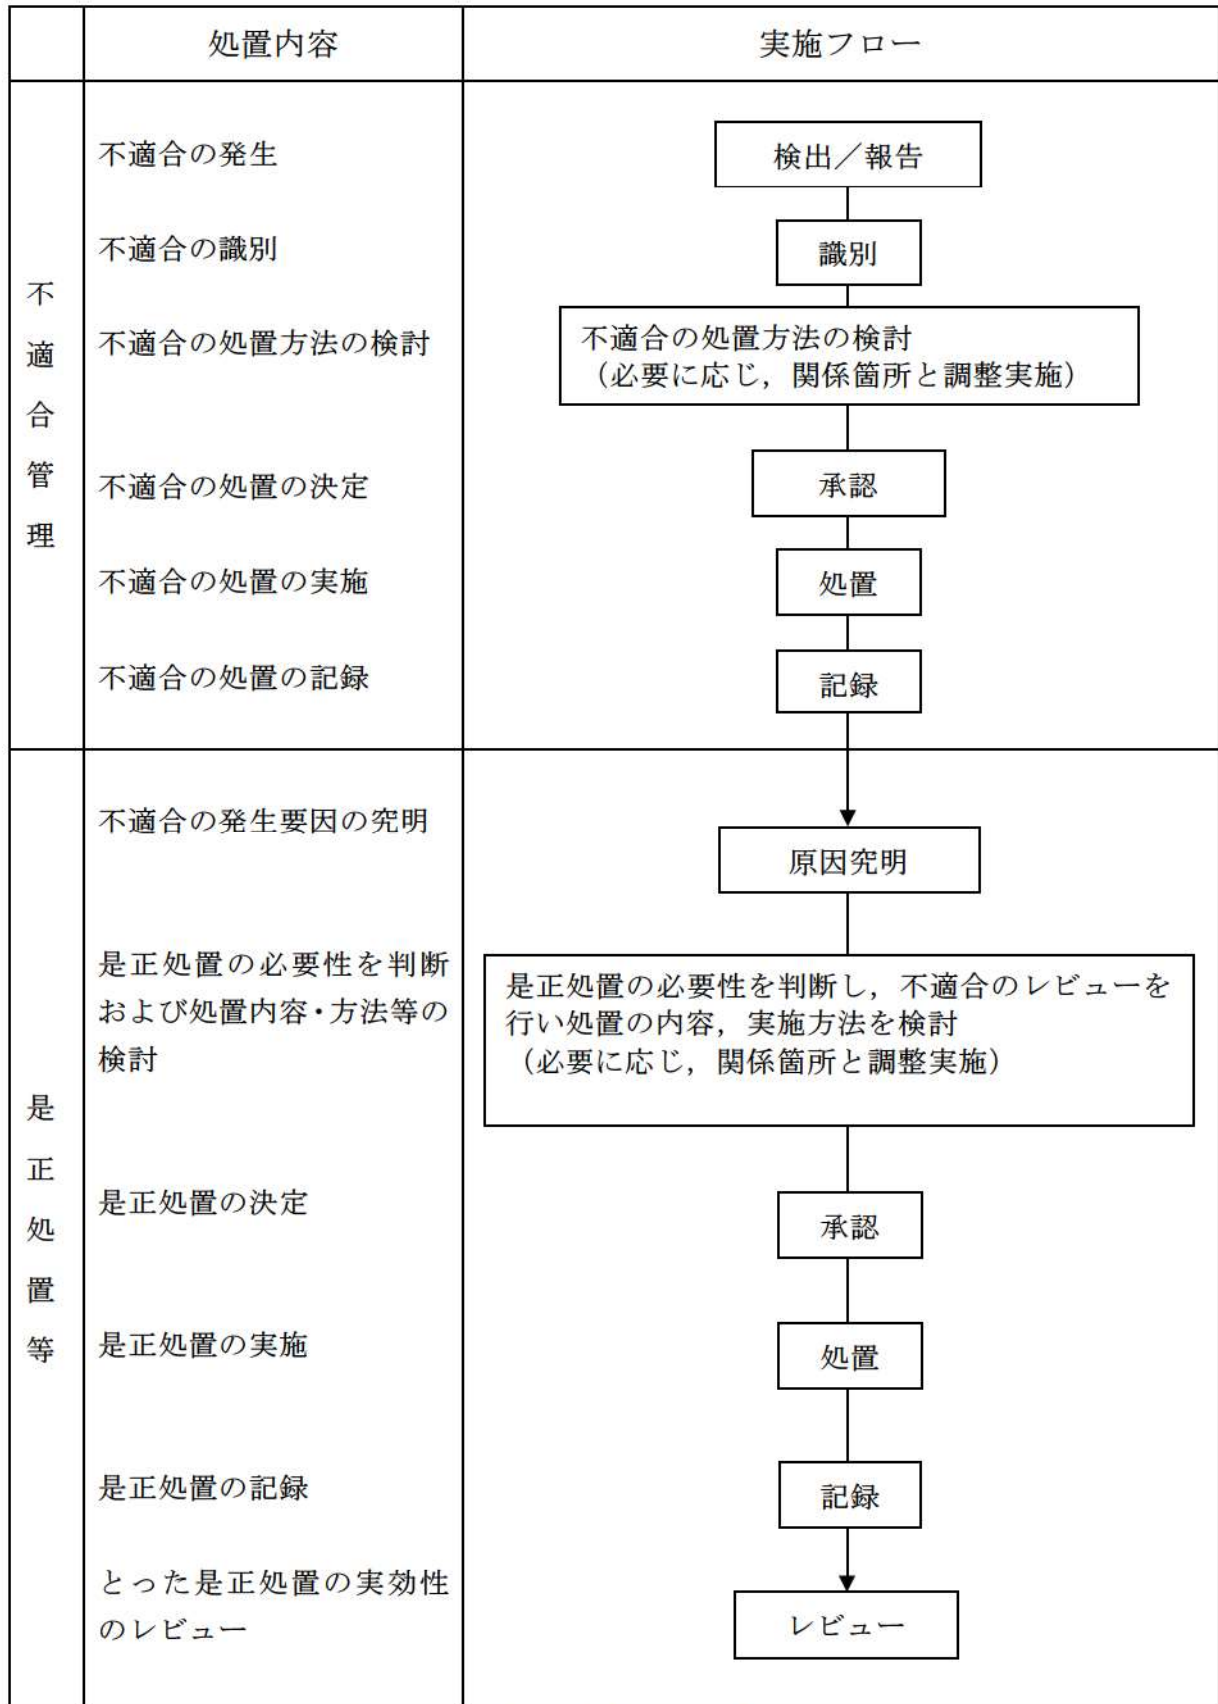 処置内容
実施フロー
不適合管理
不適合の発生
検出／報告
不適合の識別
識別
不適合の処置方法の検討
不適合の処置方法の検討
（必要に応じ，関係箇所と調整実施）
不適合の処置の決定
承認
不適合の処置の実施
処置
不適合の処置の記録
記録
是正処置等
不適合の発生要因の究明
原因究明
是正処置の必要性を判断
および処置内容・方法等の
検討
是正処置の必要性を判断し，不適合のレビューを
行い処置の内容，実施方法を検討
（必要に応じ，関係箇所と調整実施）
是正処置の決定
承認
是正処置の実施
処置
是正処置の記録
記録
とった是正処置の実効性
のレビュー
レビュー